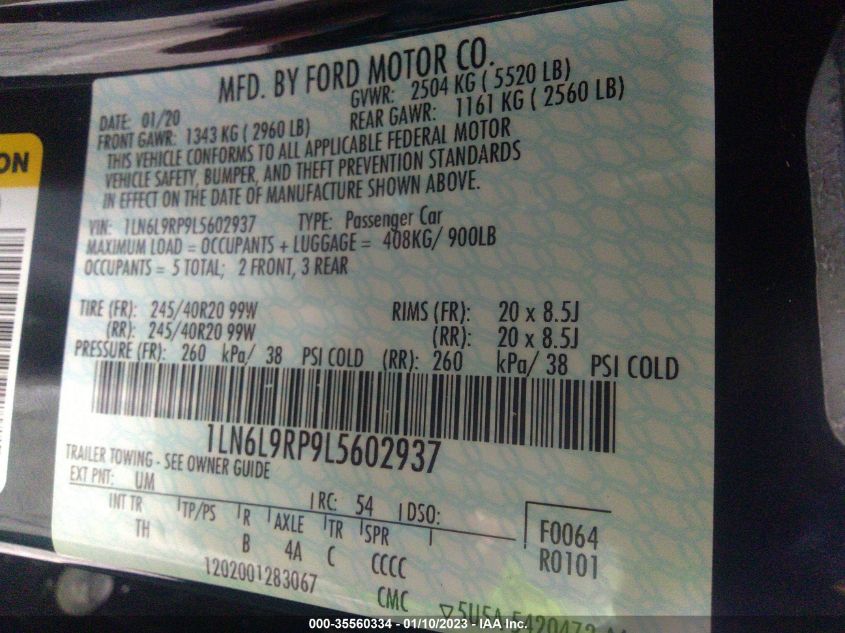 ON
MFD. BY FORD MOTOR CO.
DATE: 01/20 GVWR: 2504 KG ( 5520 LB)
FRONT GAWR: 1343 KG ( 2960 LB) REAR GAWR: 1161 KG ( 2560 LB)
THIS VEHICLE CONFORMS TO ALL APPLICABLE FEDERAL MOTOR
VEHICLE SAFETY, BUMPER, AND THEFT PREVENTION STANDARDS
IN EFFECT ON THE DATE OF MANUFACTURE SHOWN ABOVE.
VIN: 1LN6L9RP9L5602937 TYPE: Passenger Car
MAXIMUM LOAD = OCCUPANTS + LUGGAGE = 408KG/ 900LB
OCCUPANTS = 5 TOTAL; 2 FRONT, 3 REAR
TIRE (FR): 245/40R20 99W RIMS (FR): 20 x 8.5J
(RR): 245/40R20 99W (RR): 20 x 8.5J
PRESSURE (FR): 260 kPa/ 38 PSI COLD (RR): 260 kPa/ 38 PSI COLD
1LN6L9RP9L5602937
TRAILER TOWING - SEE OWNER GUIDE
EXT PNT: UM RC: 54 DSO:
INT TR TP/PS R AXLE TR SPR F0064
TH B 4A C CCCC R0101
1202001283067 CMC
000-35560334 - 01/10/2023 - IAA Inc.